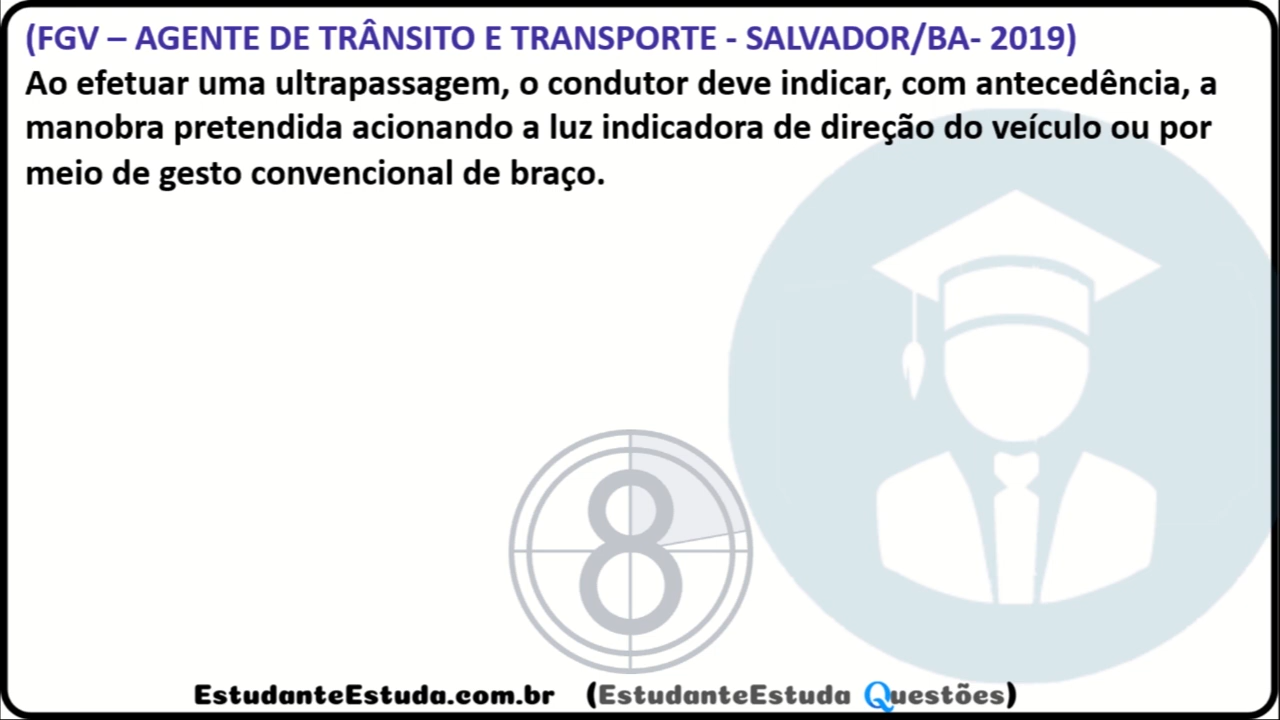 (FGV – AGENTE DE TRÂNSITO E TRANSPORTE - SALVADOR/BA- 2019)
Ao efetuar uma ultrapassagem, o condutor deve indicar, com antecedência, a
manobra pretendida acionando a luz indicadora de direção do veículo ou por
meio de gesto convencional de braço.
8
EstudanteEstuda.com.br (EstudanteEstuda Questões)